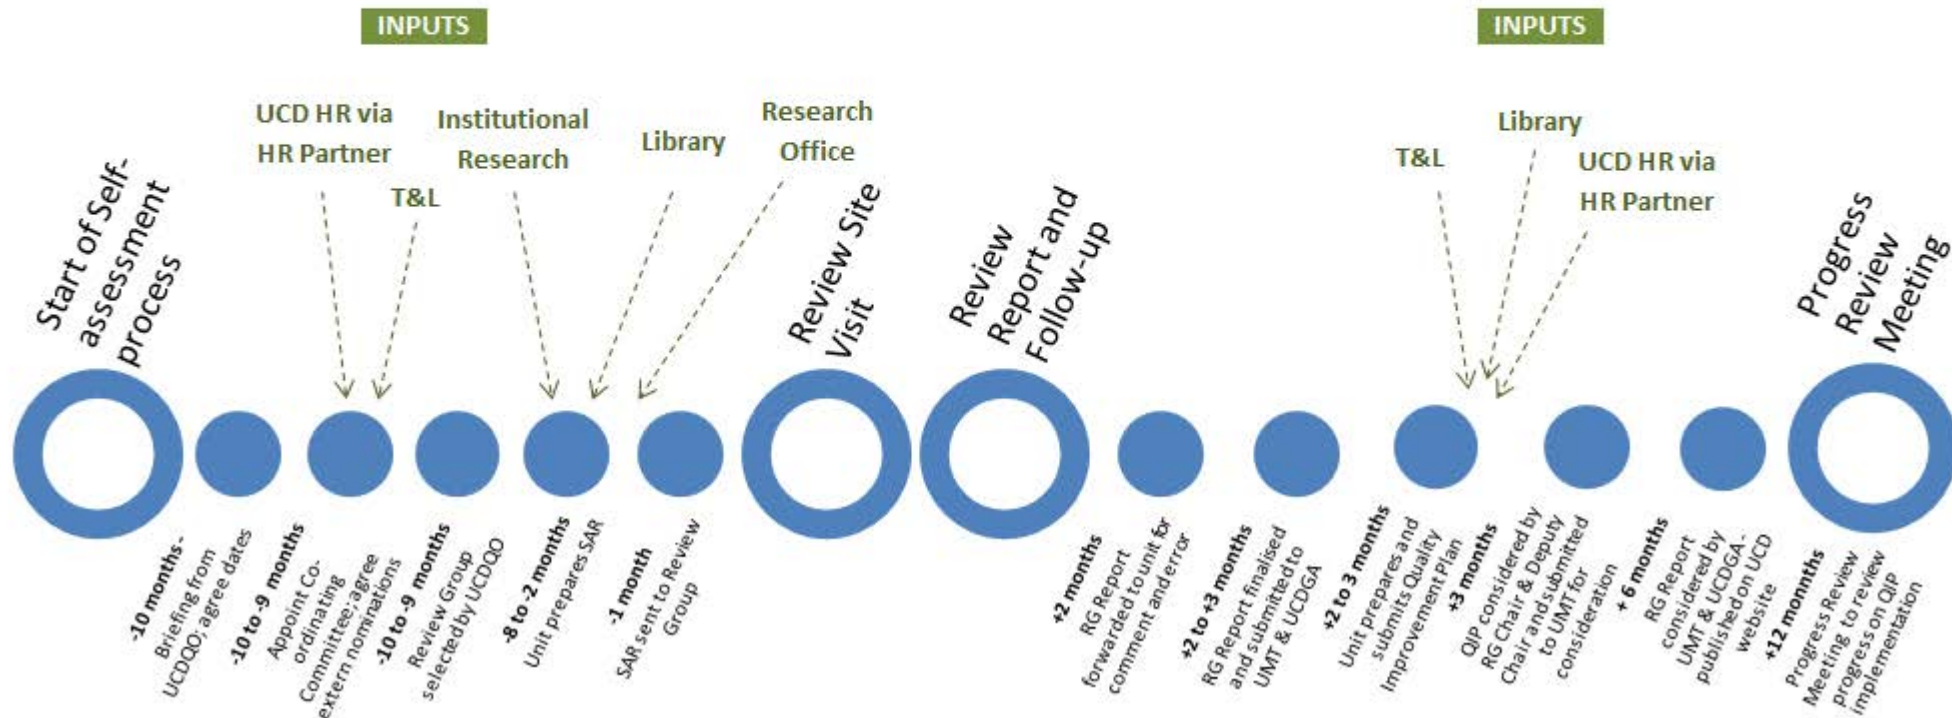 INPUTS
INPUTS
UCD HR via
HR Partner
T&L
Institutional
Research
Library
Research
Office
T&L
Library
UCD HR via
HR Partner
Start of Self-
assessment
process
Review Site
Visit
Review
Report and
Follow-up
Progress
Review
Meeting
-10 months -
Briefing from
UCDQO; agree dates
-10 to -9 months
Appoint Co-
ordinating
Committee; agree
extern nominations
-10 to -9 months
Review Group
selected by UCDQO
-8 to -2 months
Unit prepares SAR
-1 month
SAR sent to Review
Group
+2 months
RG Report
forwarded to unit for
comment and error
+2 to +3 months
RG Report finalised
and submitted to
UMT & UCDGA
+2 to 3 months
Unit prepares and
submits Quality
Improvement Plan
+3 months
QIP considered by
RG Chair & Deputy
Chair and submitted
to UMT for
consideration
+ 6 months
RG Report
considered by
UMT & UCDGA -
published on UCD
website
+12 months
Progress Review
Meeting to review
progress on QIP
implementation